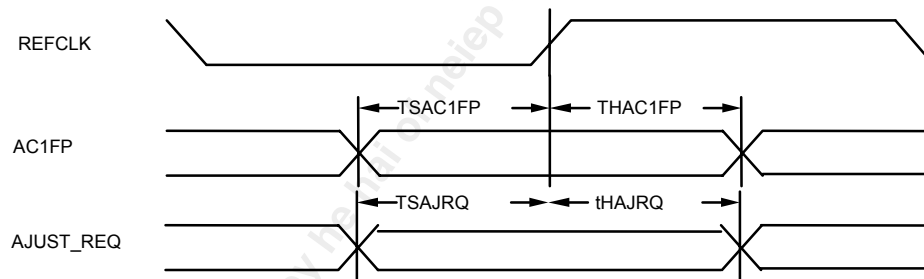 REFCLK
TSAC1FP THAC1FP
AC1FP
TSAJRQ tHAJRQ
AJUST_REQ